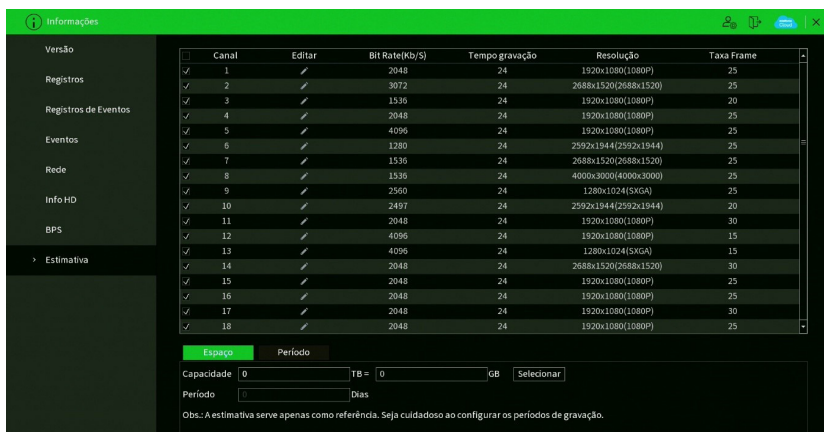 Informações
Versão
Registros
Registros de Eventos
Eventos
Rede
Info HD
BPS
> Estimativa
Canal Editar Bit Rate(Kb/S) Tempo gravação Resolução Taxa Frame
1 2048 24 1920x1080(1080P) 25
2 3072 24 2688x1520(2688x1520) 25
3 1536 24 1920x1080(1080P) 20
4 2048 24 1920x1080(1080P) 25
5 4096 24 1920x1080(1080P) 25
6 1280 24 2592x1944(2592x1944) 25
7 1536 24 2688x1520(2688x1520) 25
8 1536 24 4000x3000(4000x3000) 25
9 2560 24 1280x1024(SXGA) 25
10 2497 24 2592x1944(2592x1944) 20
11 2048 24 1920x1080(1080P) 30
12 4096 24 1920x1080(1080P) 15
13 4096 24 1280x1024(SXGA) 15
14 2048 24 2688x1520(2688x1520) 30
15 2048 24 1920x1080(1080P) 25
16 2048 24 1920x1080(1080P) 25
17 2048 24 1920x1080(1080P) 30
18 2048 24 1920x1080(1080P) 25
Espaço Período
Capacidade 0 TB = 0 GB Selecionar
Período 0 Dias
Obs.: A estimativa serve apenas como referência. Seja cuidadoso ao configurar os períodos de gravação.